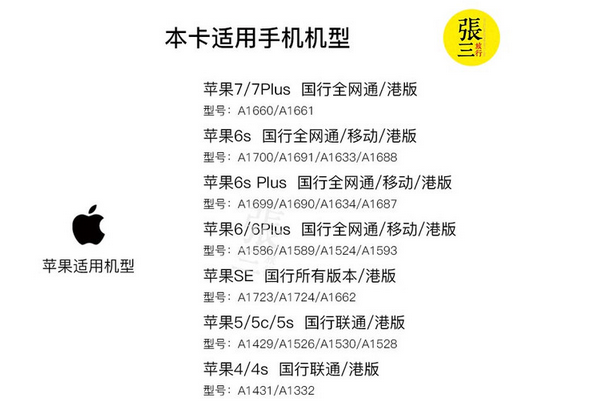 本卡适用手机机型
張三
旅行
苹果7/7Plus 国行全网通/港版
型号：A1660/A1661
苹果6s 国行全网通/移动/港版
型号：A1700/A1691/A1633/A1688
苹果6s Plus 国行全网通/移动/港版
型号：A1699/A1690/A1634/A1687
苹果6/6Plus 国行全网通/移动/港版
型号：A1586/A1589/A1524/A1593
苹果适用机型
苹果SE 国行所有版本/港版
型号：A1723/A1724/A1662
苹果5/5c/5s 国行联通/港版
型号：A1429/A1526/A1530/A1528
苹果4/4s 国行联通/港版
型号：A1431/A1332